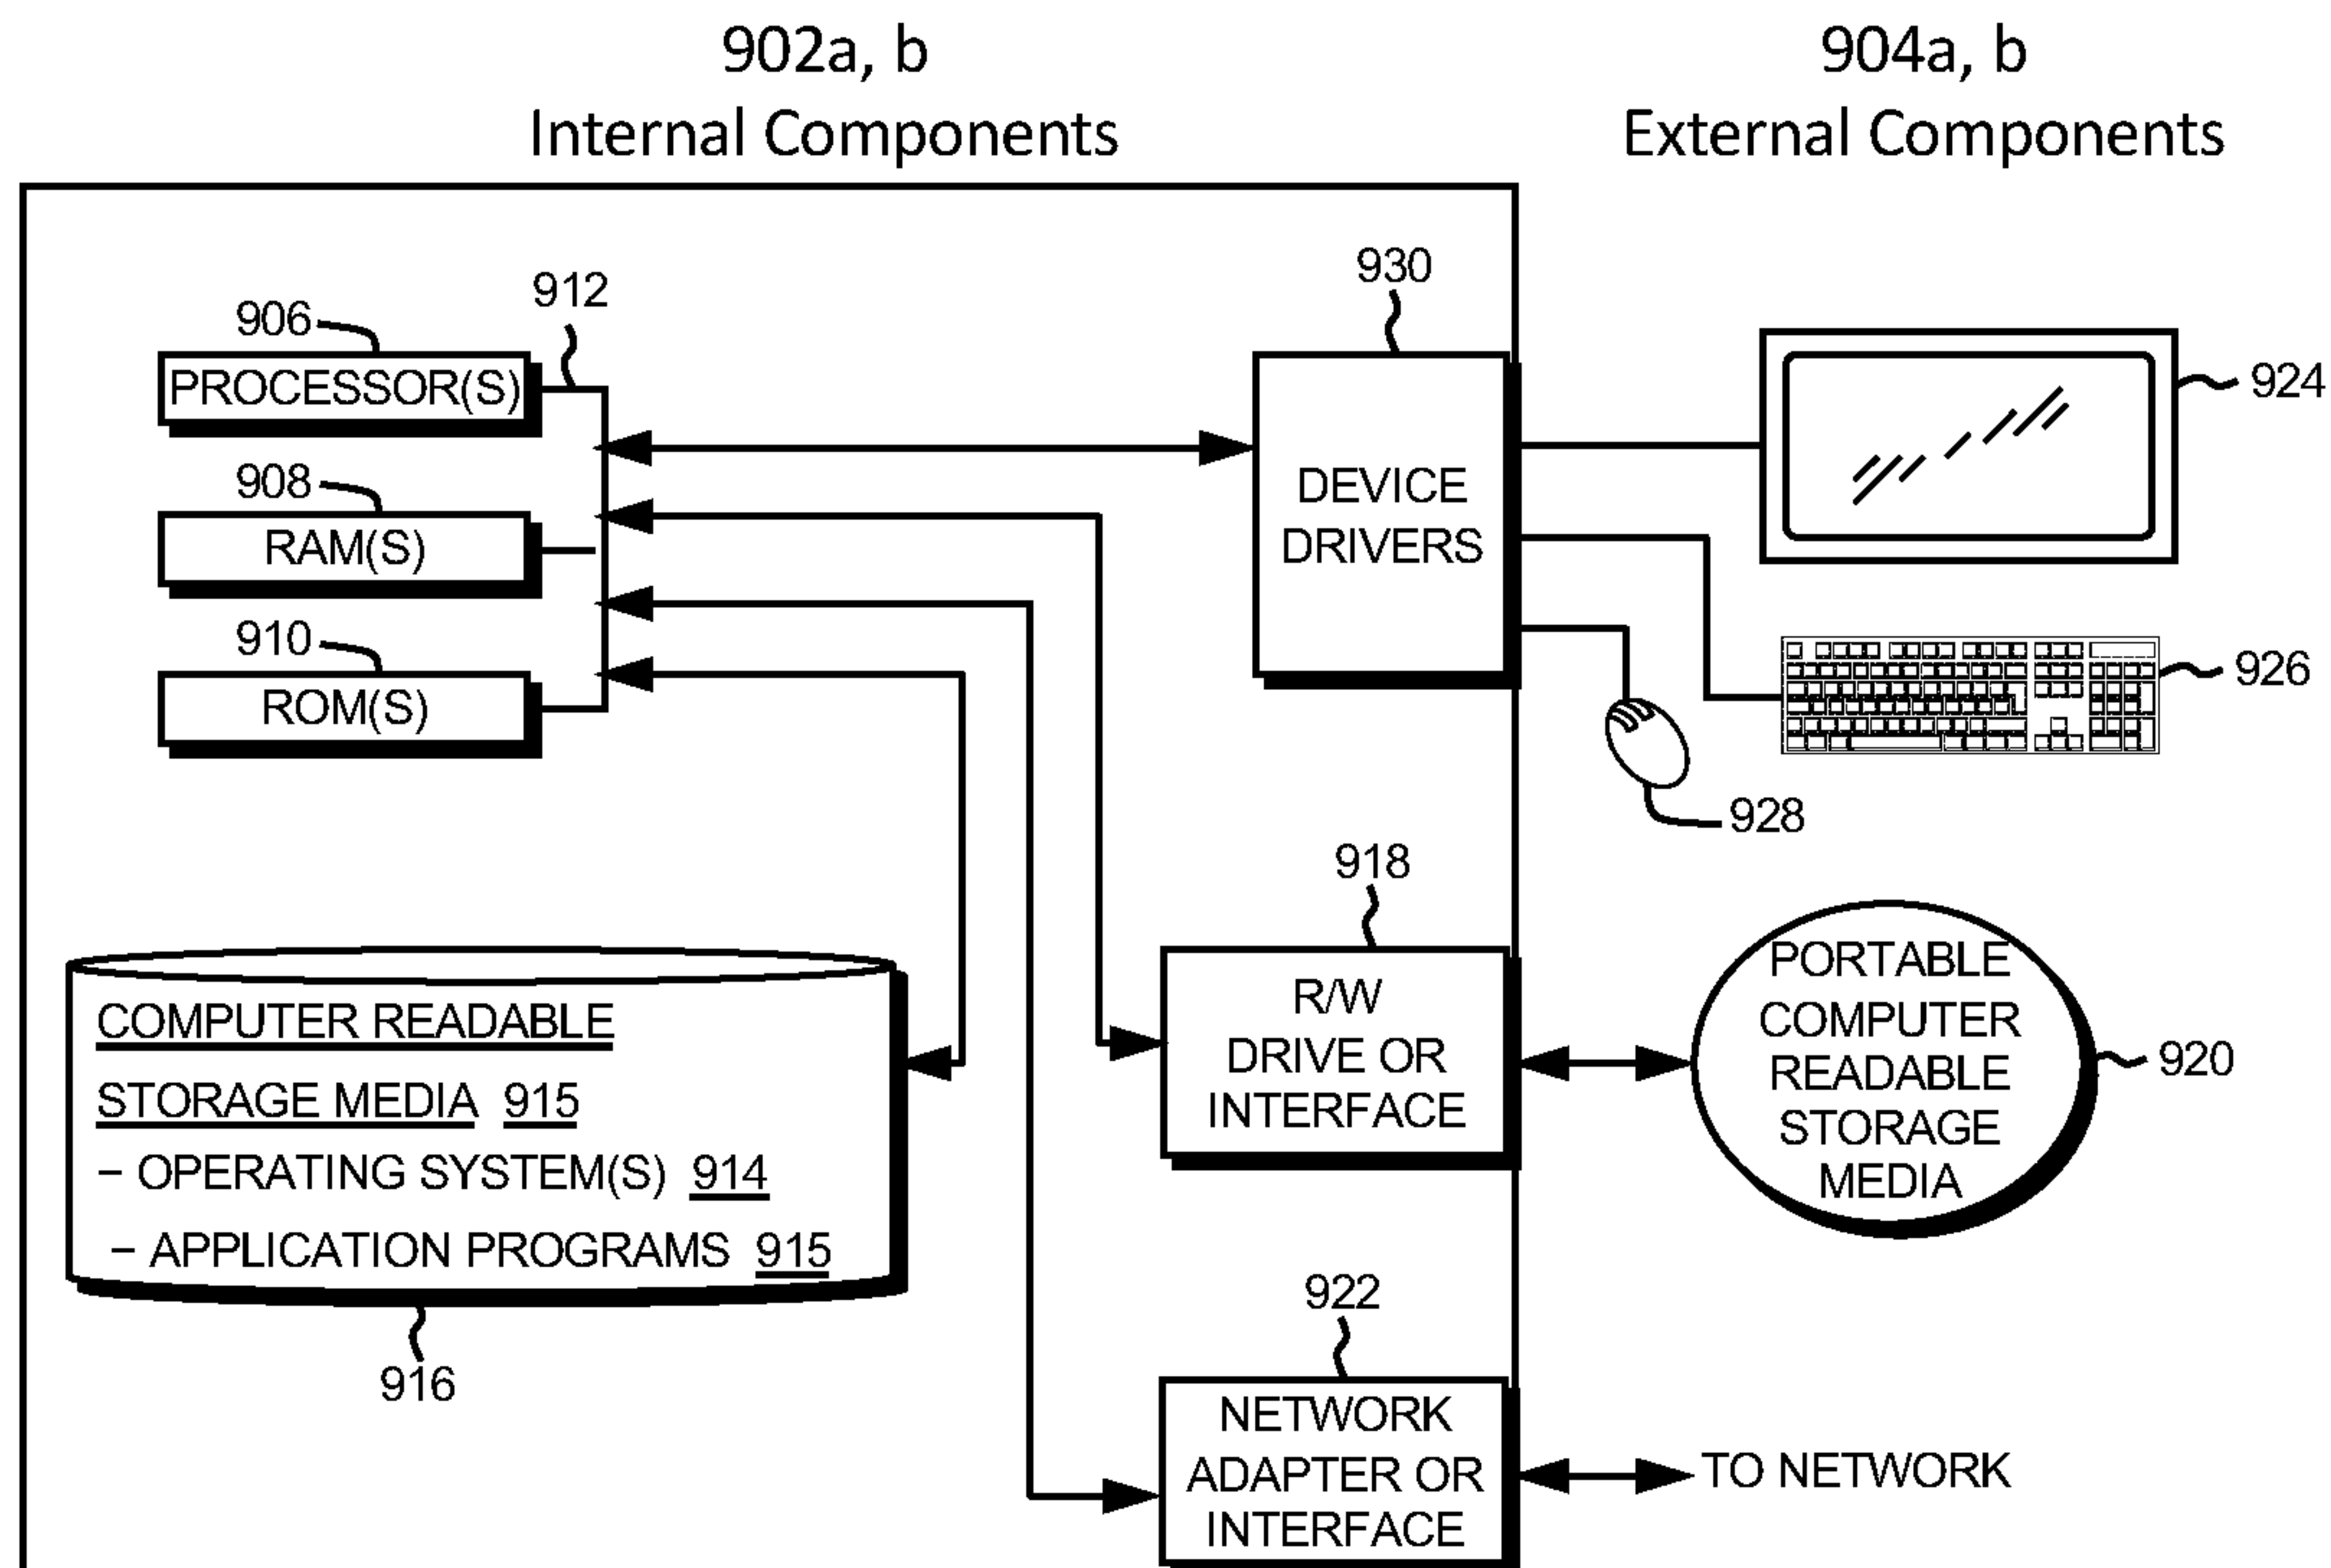 902a, b
Internal Components
904a, b
External Components
906
912
PROCESSOR(S)
908
RAM(S)
910
ROM(S)
930
DEVICE
DRIVERS
924
926
928
COMPUTER READABLE
STORAGE MEDIA 915
– OPERATING SYSTEM(S) 914
– APPLICATION PROGRAMS 915
916
918
R/W
DRIVE OR
INTERFACE
PORTABLE
COMPUTER
READABLE
STORAGE
MEDIA
920
922
NETWORK
ADAPTER OR
INTERFACE
TO NETWORK